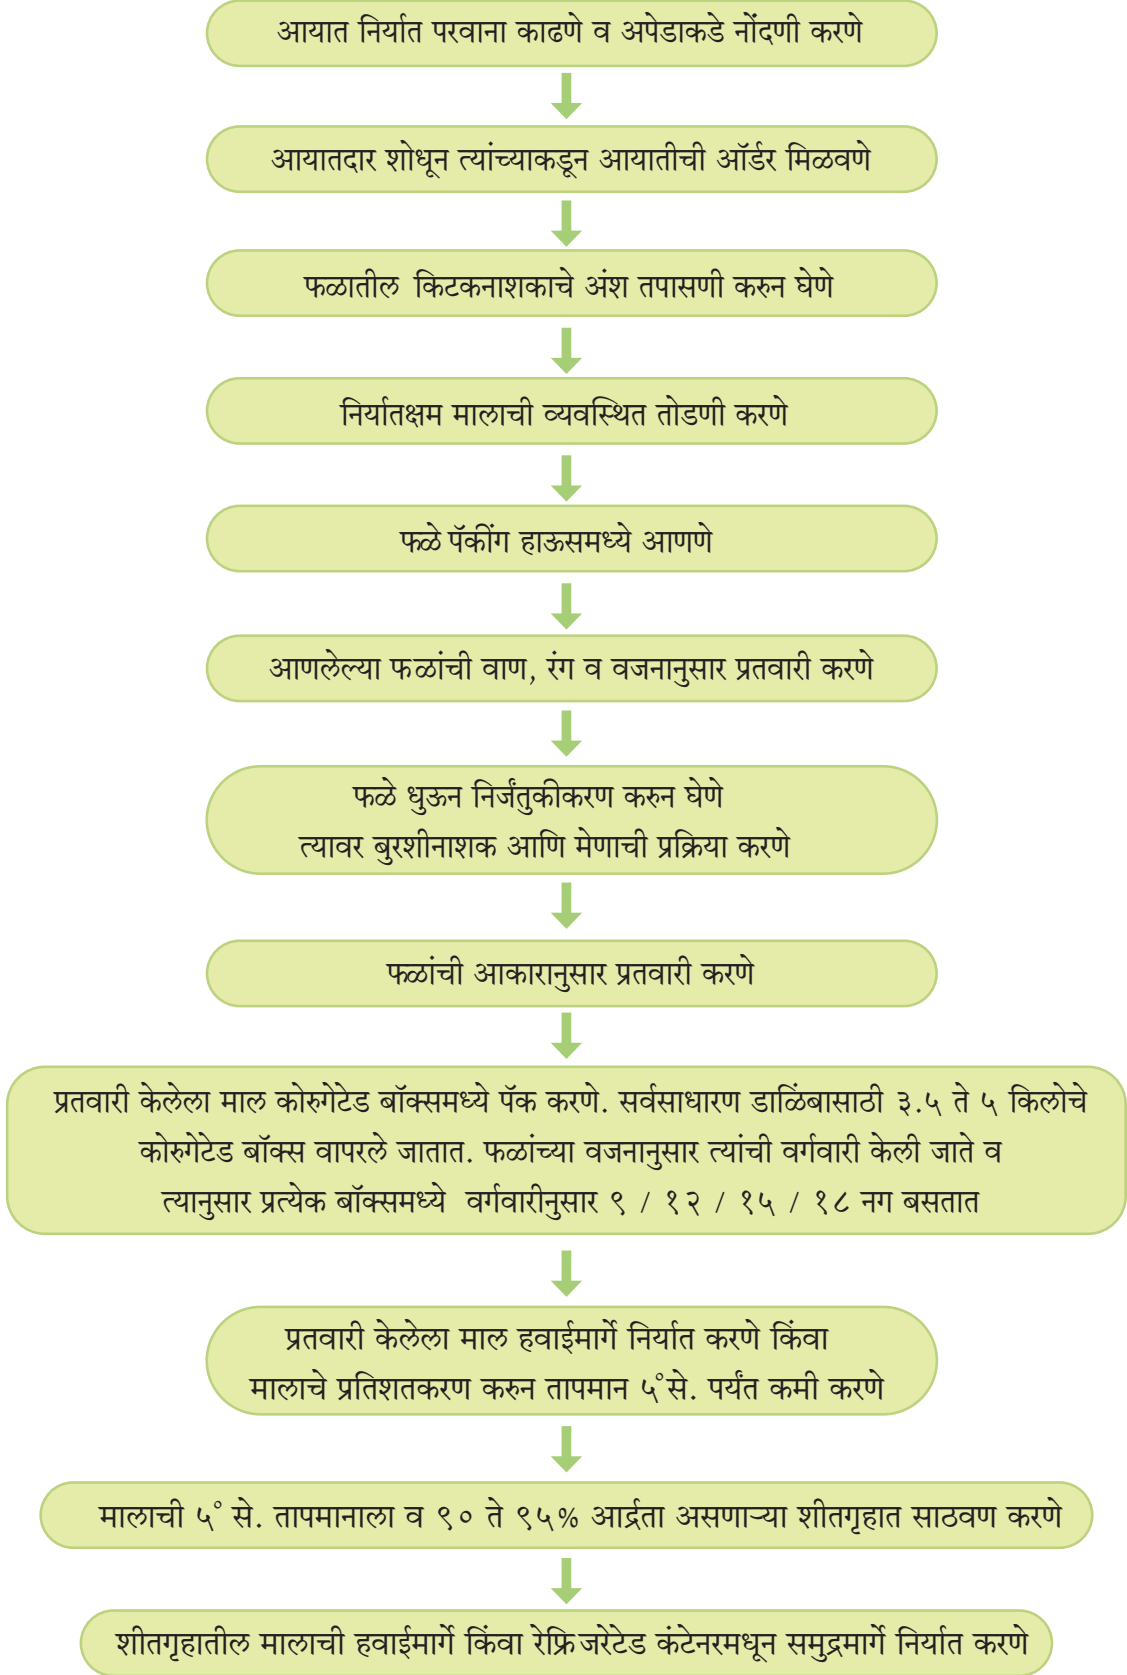 आयात निर्यात परवाना काढणे व अपेडाकडे नोंदणी करणे
आयातदार शोधून त्यांच्याकडून आयातीची ऑर्डर मिळवणे
फळातील किटकनाशकाचे अंश तपासणी करुन घेणे
निर्यातक्षम मालाची व्यवस्थित तोडणी करणे
फळे पॅकींग हाऊसमध्ये आणणे
आणलेल्या फळांची वाण, रंग व वजनानुसार प्रतवारी करणे
फळे धुऊन निर्जंतुकीकरण करुन घेणे
त्यावर बुरशीनाशक आणि मेणाची प्रक्रिया करणे
फळांची आकारानुसार प्रतवारी करणे
प्रतवारी केलेला माल कोरुगेटेड बॉक्समध्ये पॅक करणे. सर्वसाधारण डाळिंबासाठी ३.५ ते ५ किलोचे
कोरुगेटेड बॉक्स वापरले जातात. फळांच्या वजनानुसार त्यांची वर्गवारी केली जाते व
त्यानुसार प्रत्येक बॉक्समध्ये वर्गवारीनुसार ९ / १२ / १५ / १८ नग बसतात
प्रतवारी केलेला माल हवाईमार्गे निर्यात करणे किंवा
मालाचे प्रतिशतकरण करुन तापमान ५°से. पर्यंत कमी करणे
मालाची ५° से. तापमानाला व ९० ते ९५% आर्द्रता असणाऱ्या शीतगृहात साठवण करणे
शीतगृहातील मालाची हवाईमार्गे किंवा रेफ्रिजरेटेड कंटेनरमधून समुद्रमार्गे निर्यात करणे